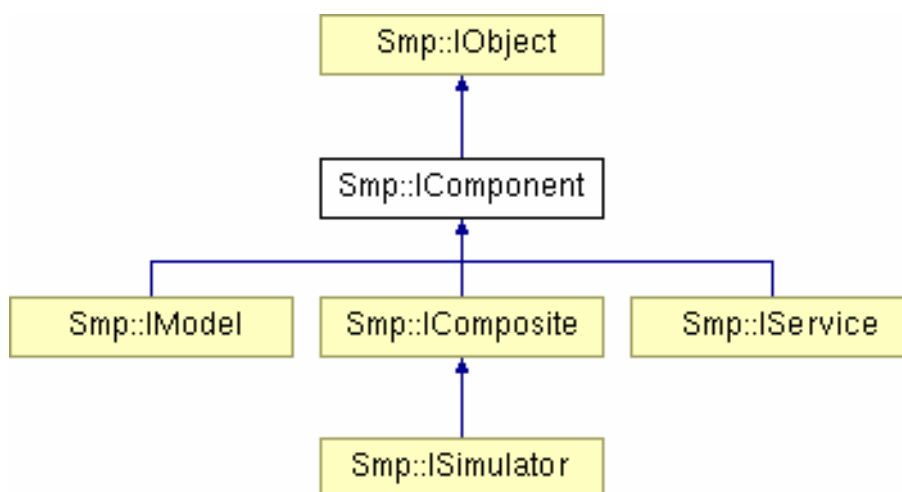 Smp::IObject
Smp::IComponent
Smp::IModel
Smp::IComposite
Smp::IService
Smp::ISimulator